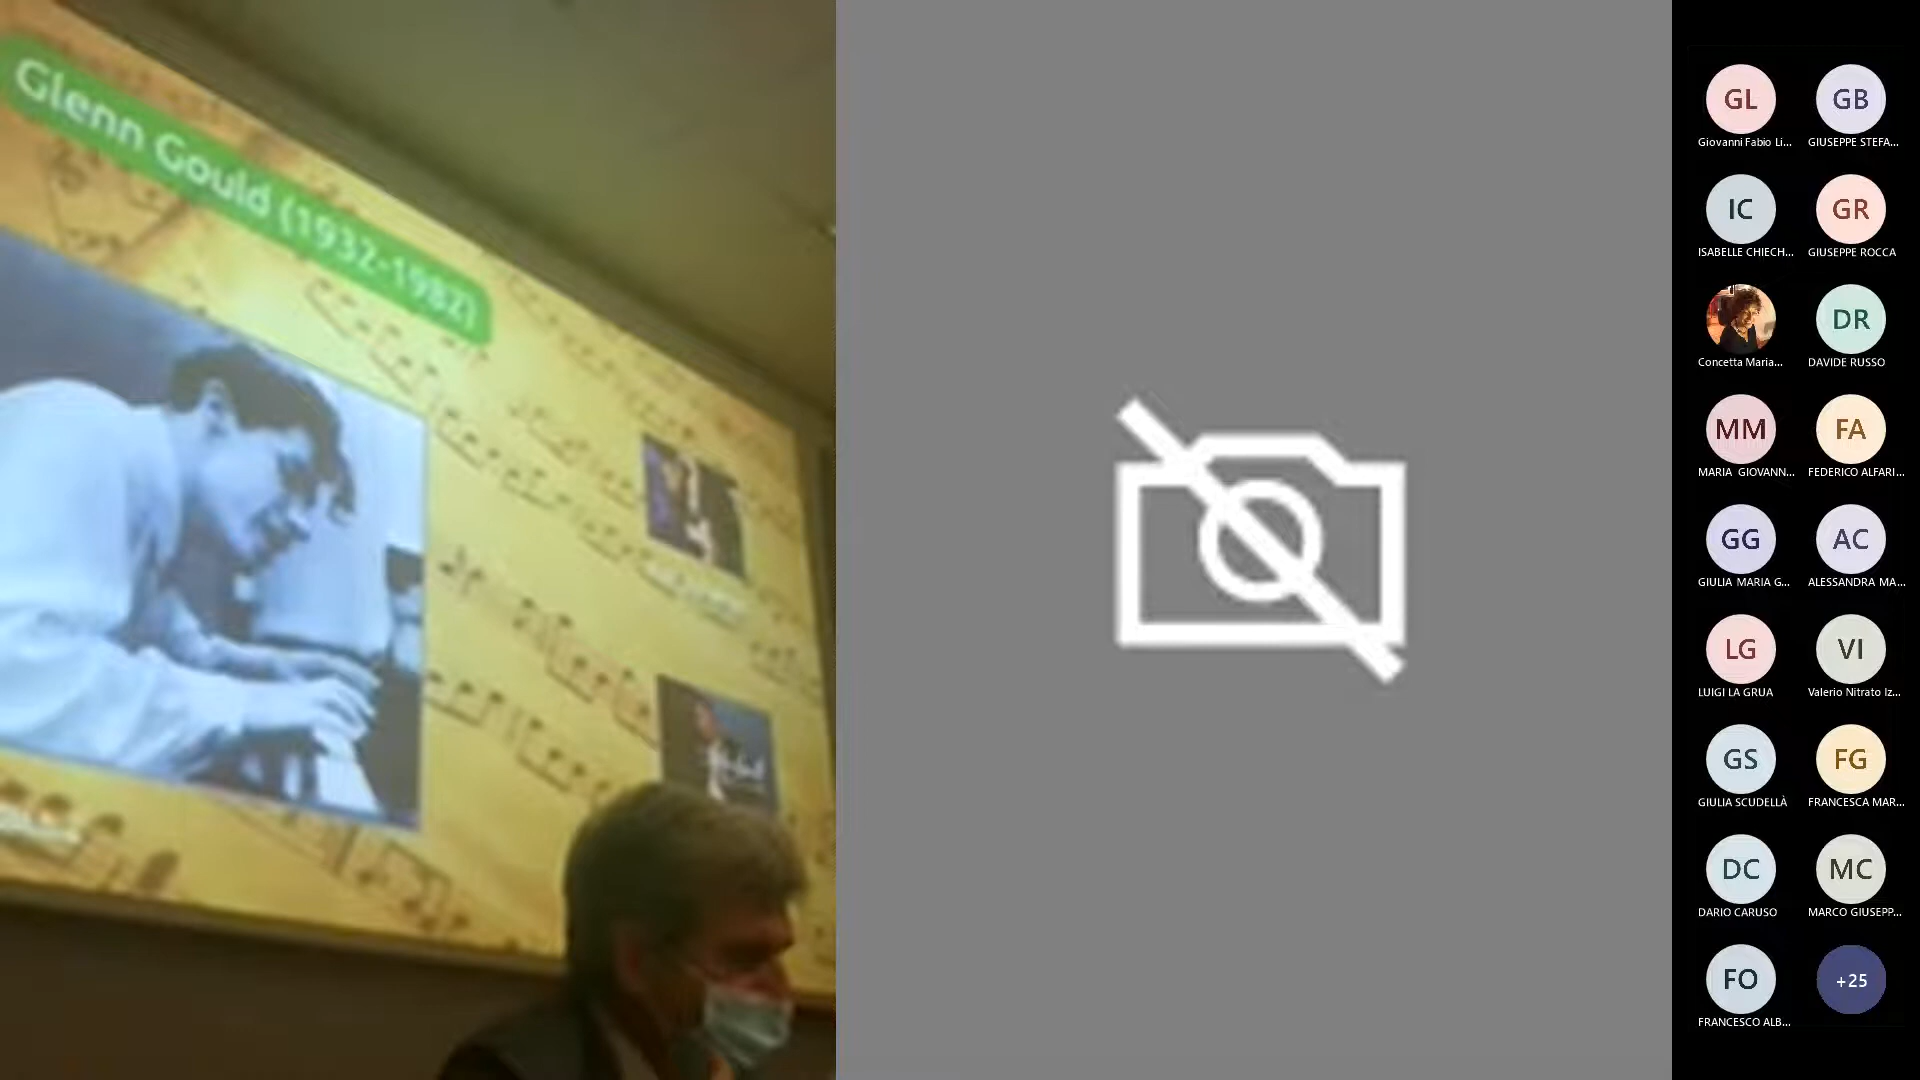 Glenn Gould (1932-1982)
GL
Giovanni Fabio Li...
GB
GIUSEPPE STEFA...
IC
ISABELLE CHIECH...
GR
GIUSEPPE ROCCA
Concetta Maria...
DR
DAVIDE RUSSO
MM
MARIA GIOVANN...
FA
FEDERICO ALFARI...
GG
GIULIA MARIA G...
AC
ALESSANDRA MA...
LG
LUIGI LA GRUA
VI
Valerio Nitrato Iz...
GS
GIULIA SCUDELLÀ
FG
FRANCESCA MAR...
DC
DARIO CARUSO
MC
MARCO GIUSEPP...
FO
FRANCESCO ALB...
+25